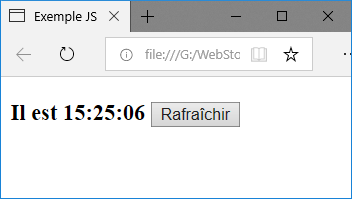 Exemple JS
file:///G:/WebSto
Il est 15:25:06 Rafraîchir